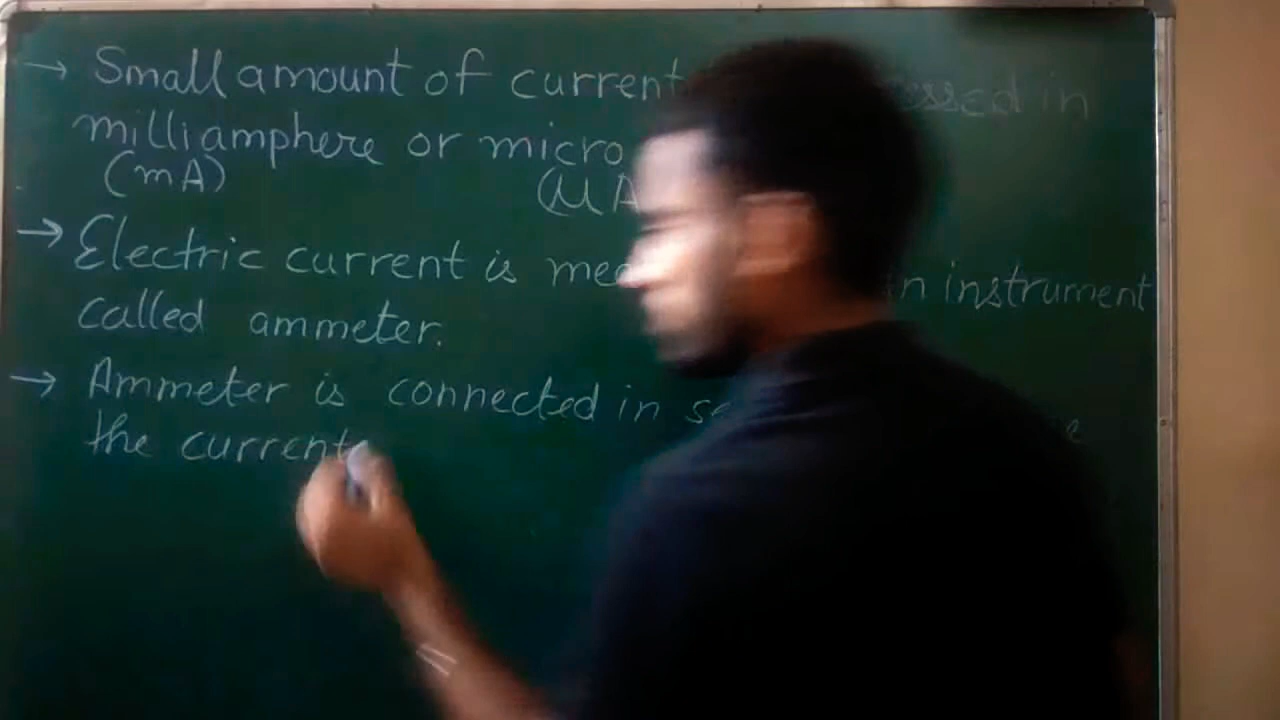 → Small amount of current in
milliamphere or micro
(mA) (μA
→ Electric current is instrument
called ammeter.
→ Ammeter is connected in
the current